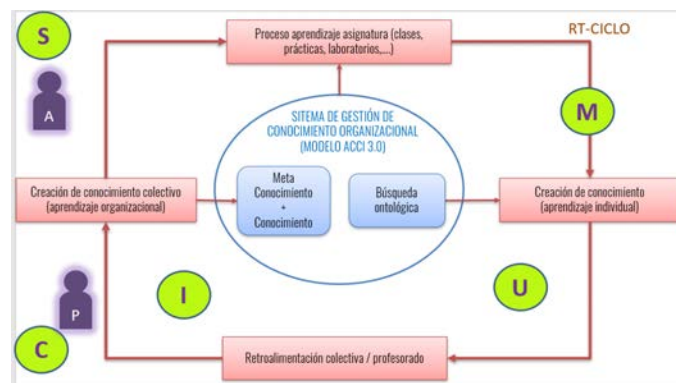 S
Proceso aprendizaje asignatura (clases,
prácticas, laboratorios,....)
RT-CICLO
A
M
SITEMA DE GESTIÓN DE
CONOCIMIENTO ORGANIZACIONAL
(MODELO ACCI 3.0)
Creación de conocimiento colectivo
(aprendizaje organizacional)
Meta
Conocimiento
+
Conocimiento
Búsqueda
ontológica
Creación de conocimiento
(aprendizaje individual)
P
I
U
C
Retroalimentación colectiva / profesorado